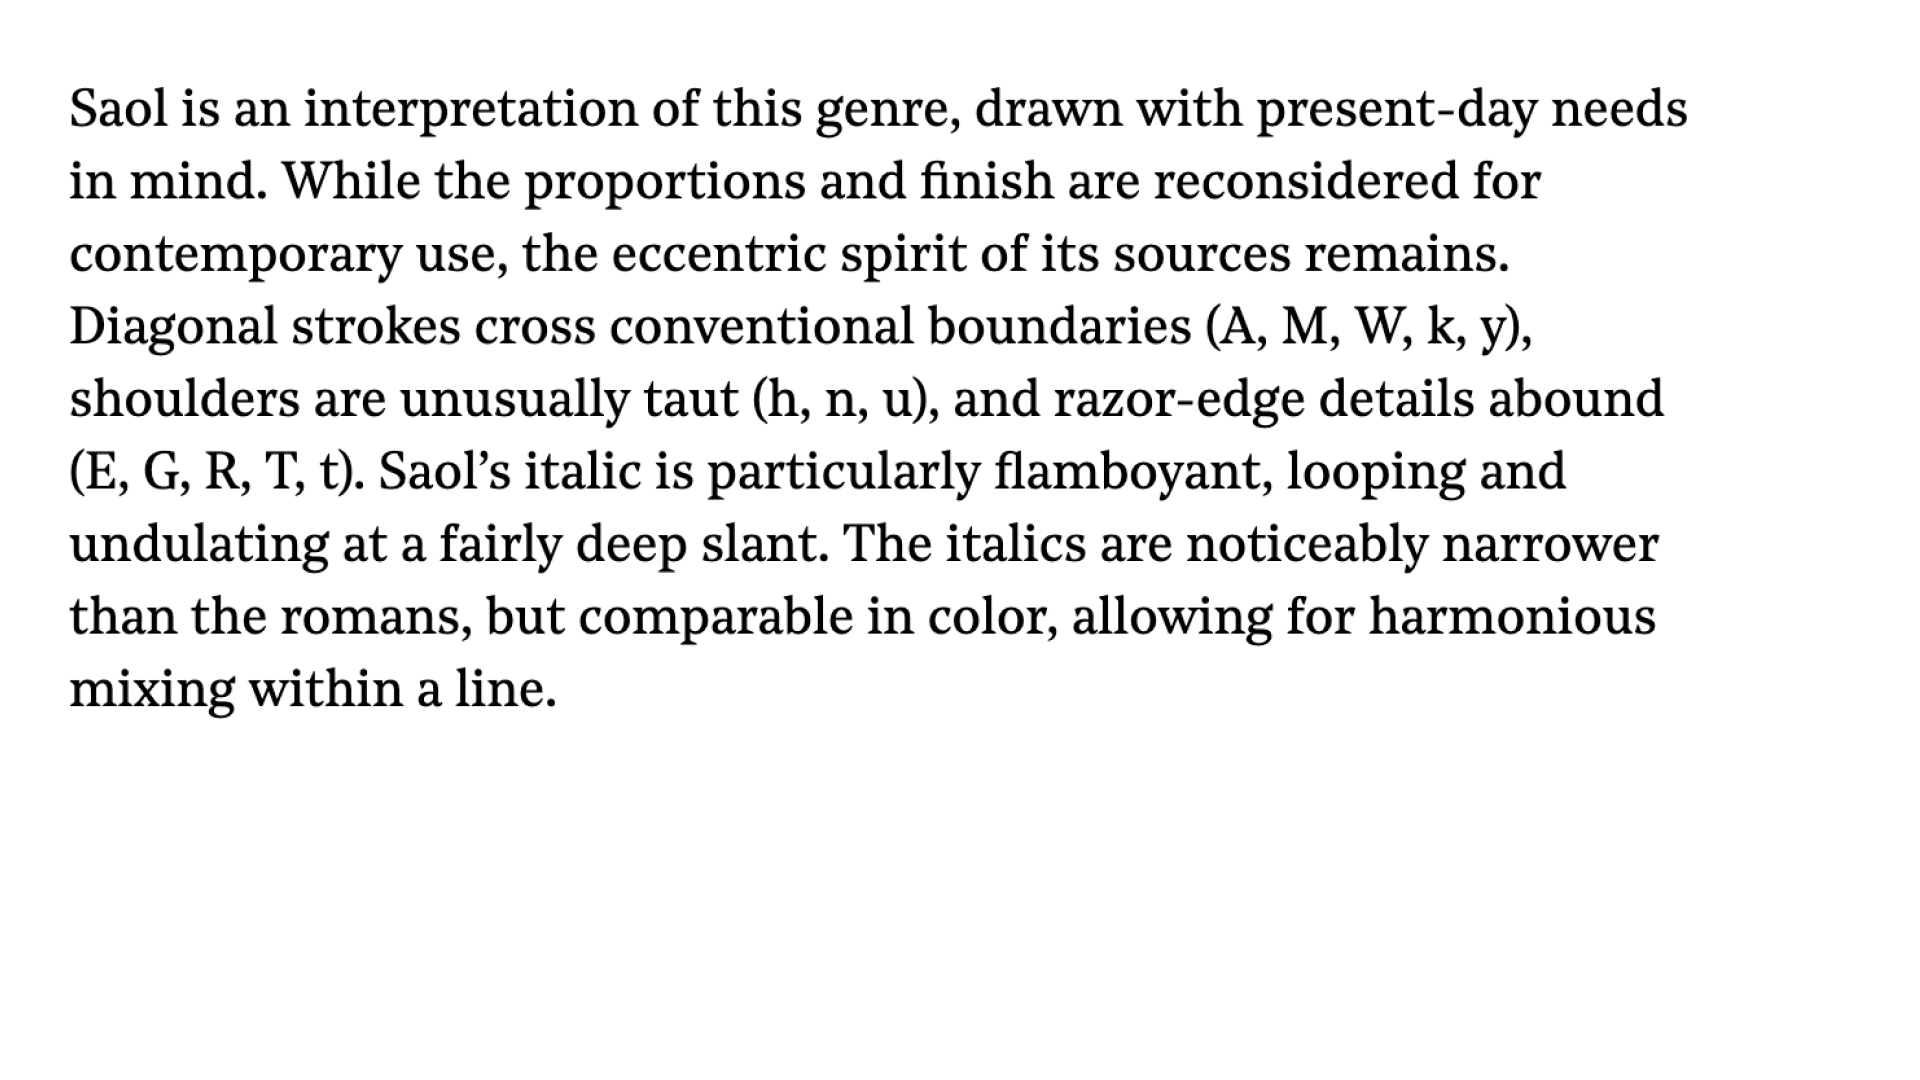 Saol is an interpretation of this genre, drawn with present-day needs
in mind. While the proportions and finish are reconsidered for
contemporary use, the eccentric spirit of its sources remains.
Diagonal strokes cross conventional boundaries (A, M, W, k, y),
shoulders are unusually taut (h, n, u), and razor-edge details abound
(E, G, R, T, t). Saol’s italic is particularly flamboyant, looping and
undulating at a fairly deep slant. The italics are noticeably narrower
than the romans, but comparable in color, allowing for harmonious
mixing within a line.